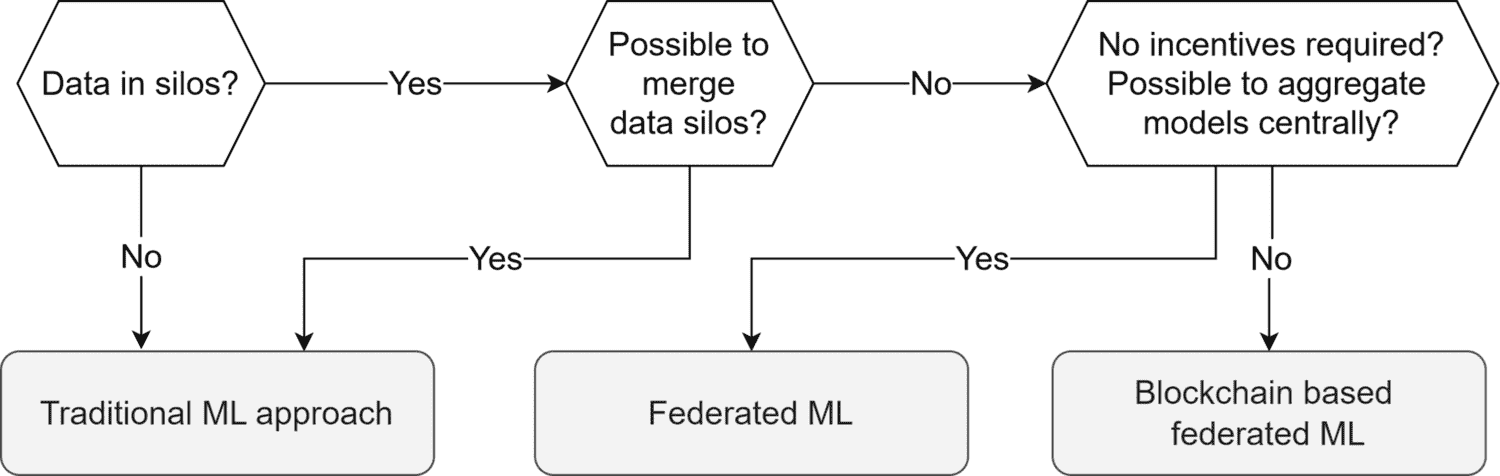 Data in silos?
Yes
Possible to
merge
data silos?
No
No incentives required?
Possible to aggregate
models centrally?
No
Yes
Yes
No
Traditional ML approach
Federated ML
Blockchain based
federated ML